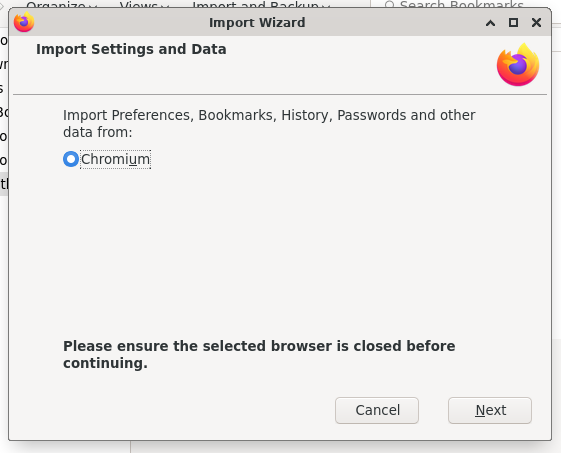 Organize Views Import and Backup Search Bookmarks
Import Wizard
Import Settings and Data
Import Preferences, Bookmarks, History, Passwords and other
data from:
Chromium
Please ensure the selected browser is closed before
continuing.
Cancel Next